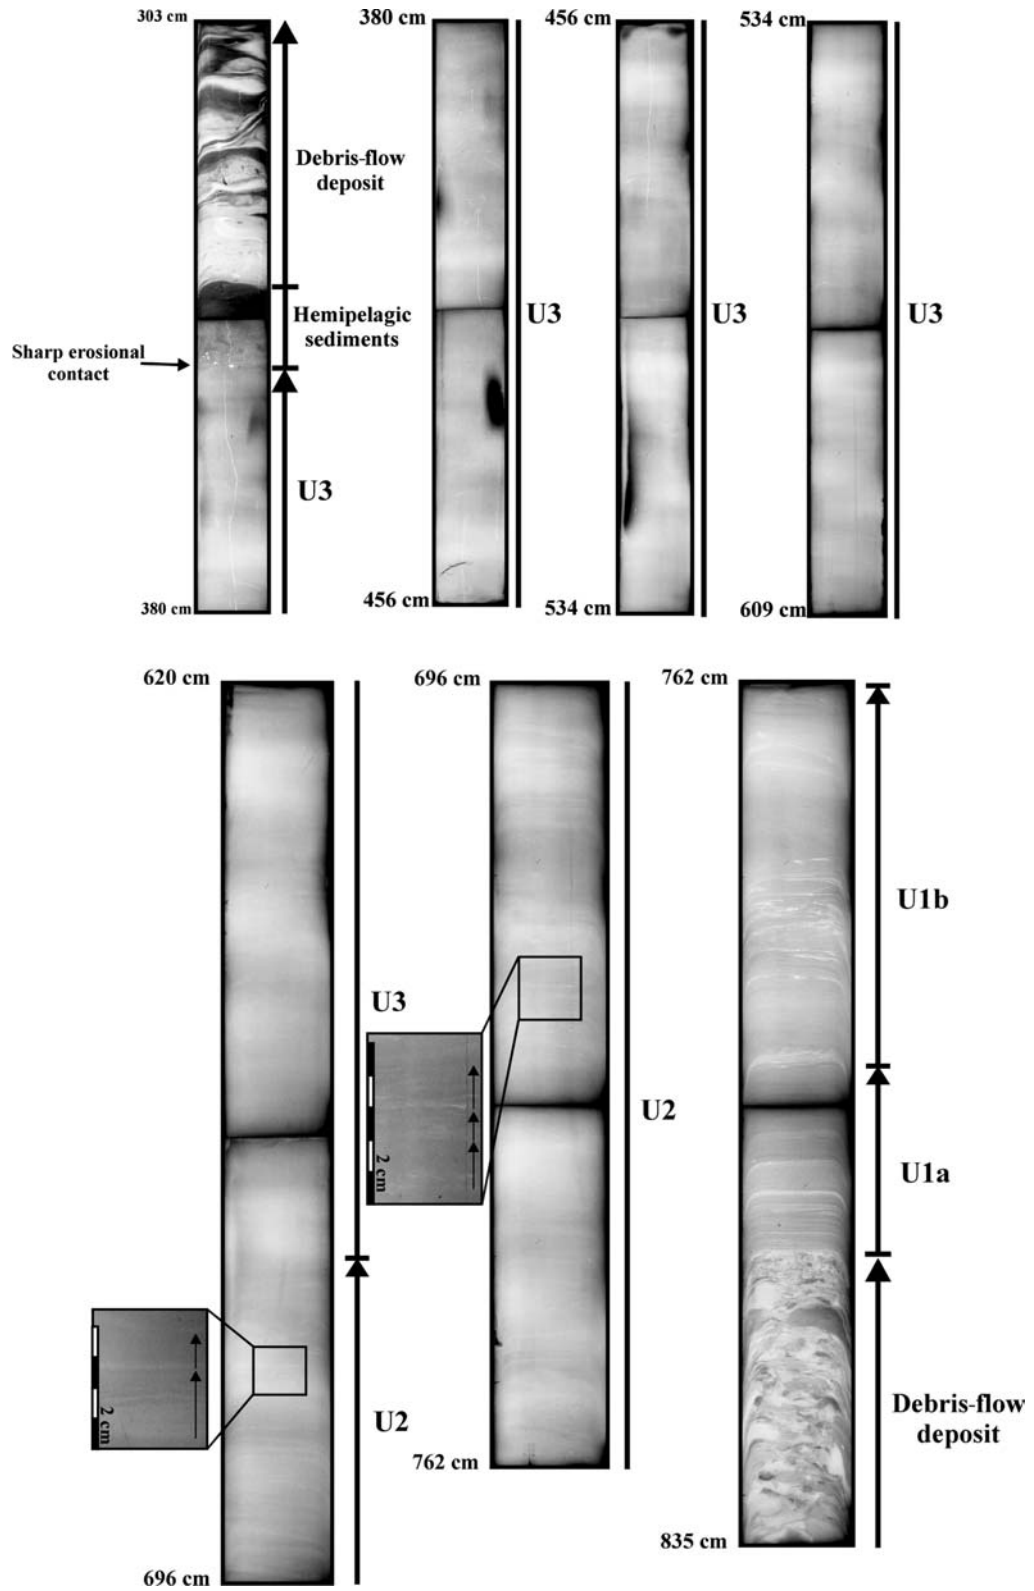 303 cm
380 cm
456 cm
534 cm
Debris-flow
deposit
Hemipelagic
sediments
Sharp erosional
contact
U3
U3
U3
U3
380 cm
456 cm
534 cm
609 cm
620 cm
696 cm
762 cm
U1b
U3
2 cm
U2
U1a
2 cm
U2
Debris-flow
deposit
762 cm
835 cm
696 cm